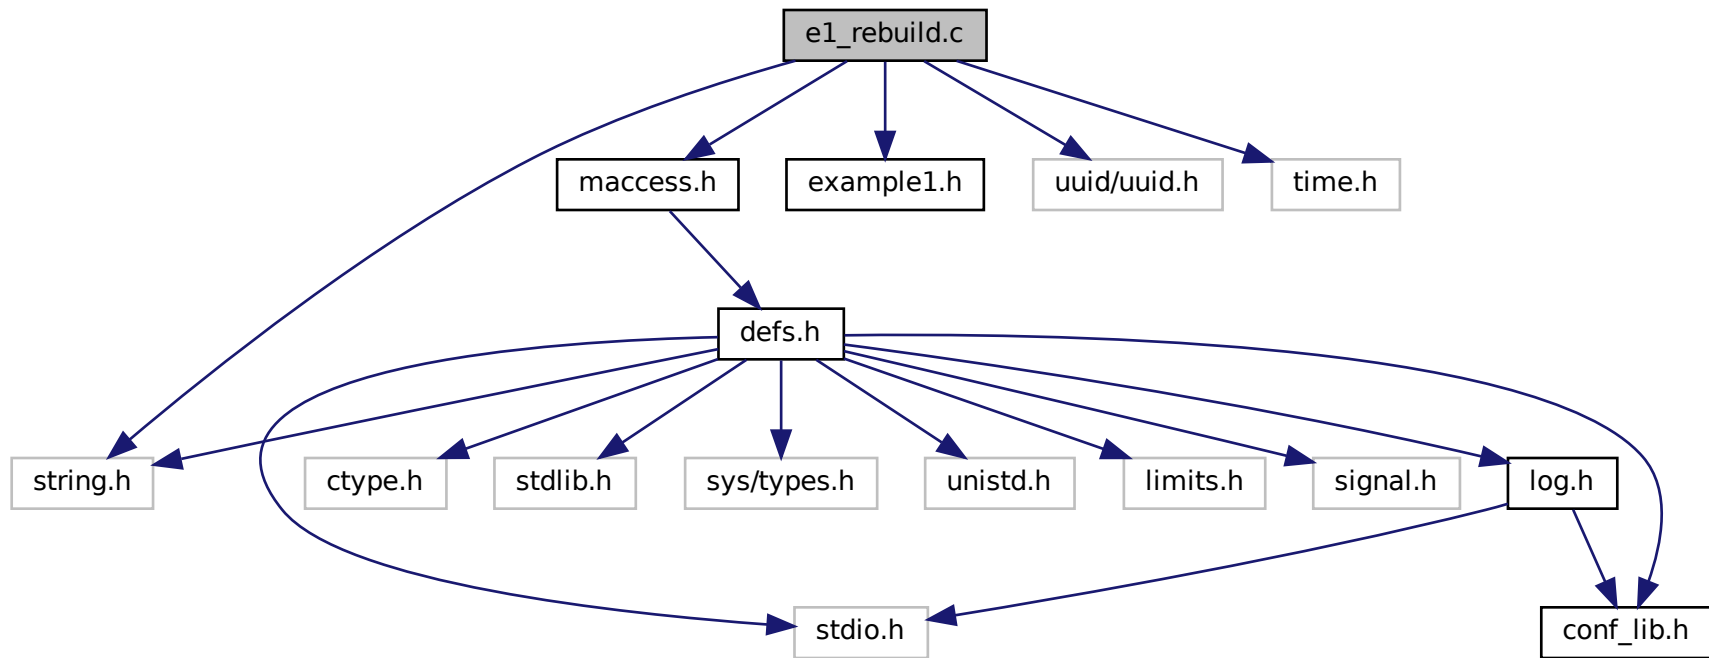 e1_rebuild.c
maccess.h
example1.h
uuid/uuid.h
time.h
defs.h
string.h
ctype.h
stdlib.h
sys/types.h
unistd.h
limits.h
signal.h
log.h
stdio.h
conf_lib.h